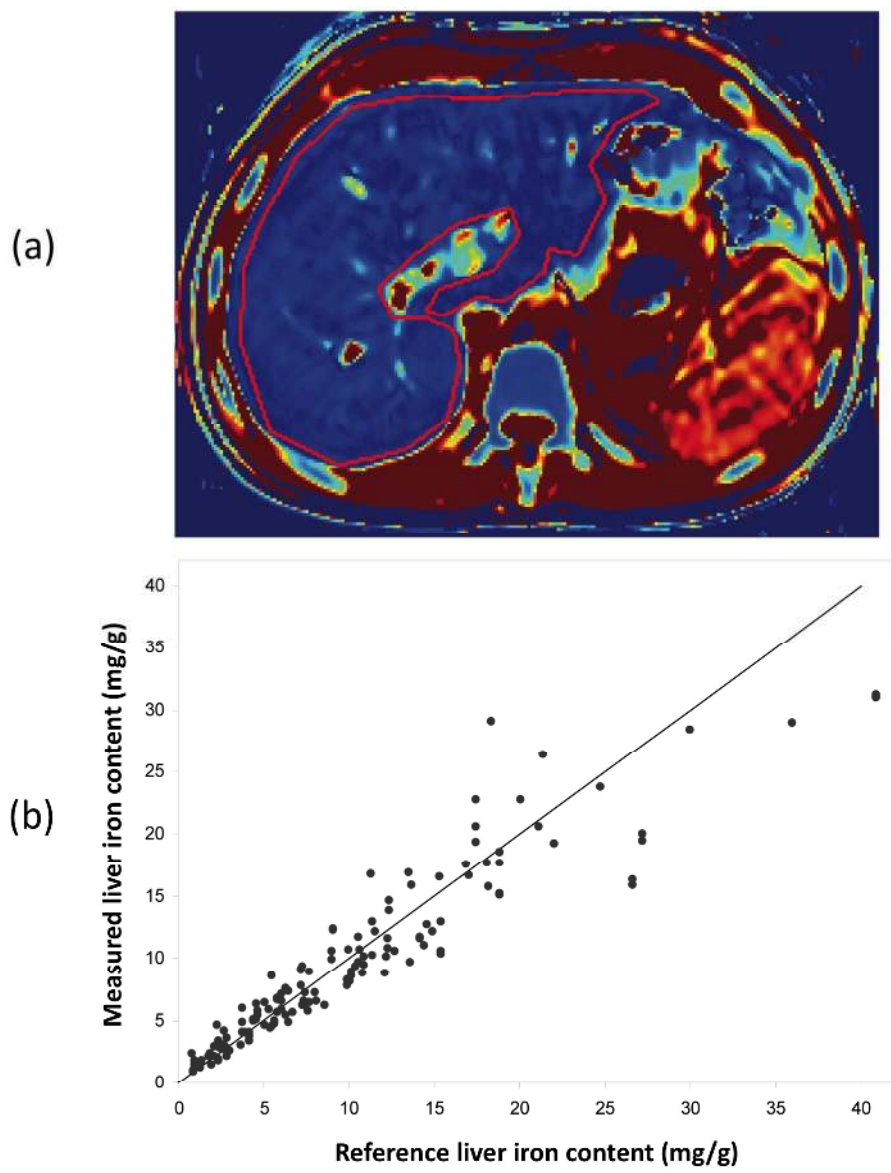 (a)
(b)
Measured liver iron content (mg/g)
40
35
30
25
20
15
10
5
0
0 5 10 15 20 25 30 35 40
Reference liver iron content (mg/g)